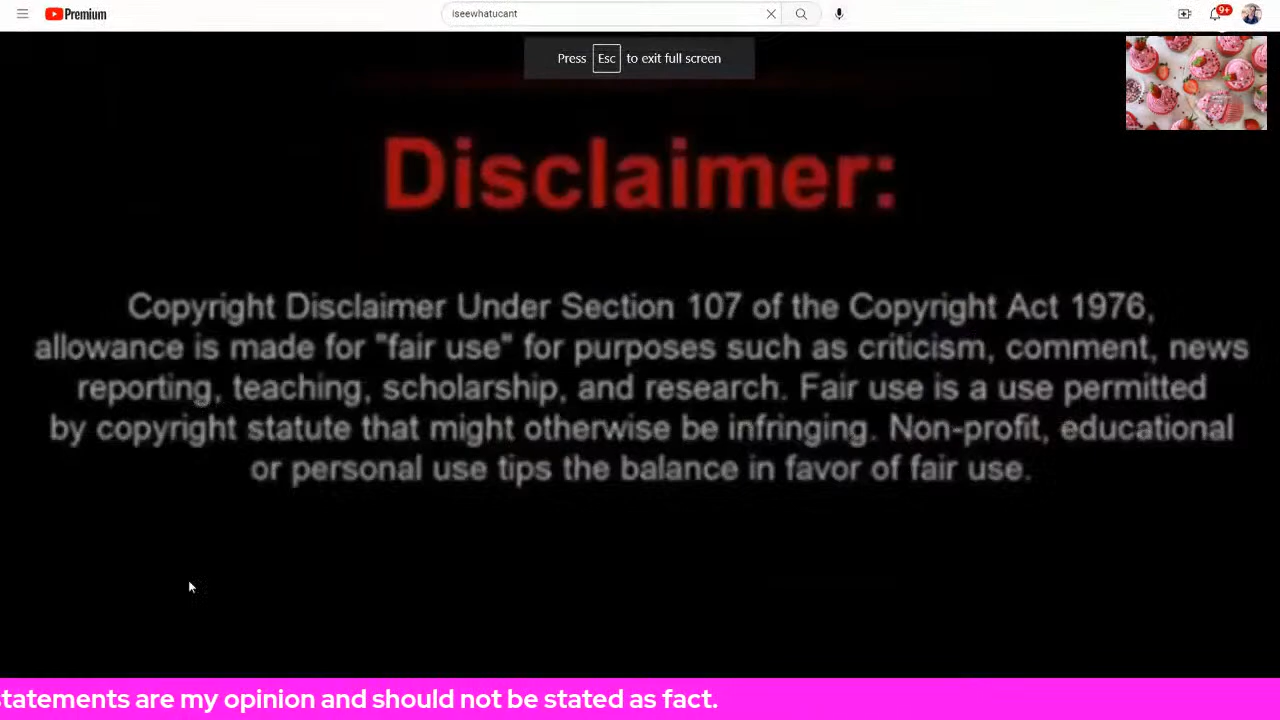 Premium
iseewhatucant
9+
Press Esc to exit full screen
Disclaimer:
Copyright Disclaimer Under Section 107 of the Copyright Act 1976,
allowance is made for "fair use" for purposes such as criticism, comment, news
reporting, teaching, scholarship, and research. Fair use is a use permitted
by copyright statute that might otherwise be infringing. Non-profit, educational
or personal use tips the balance in favor of fair use.
statements are my opinion and should not be stated as fact.